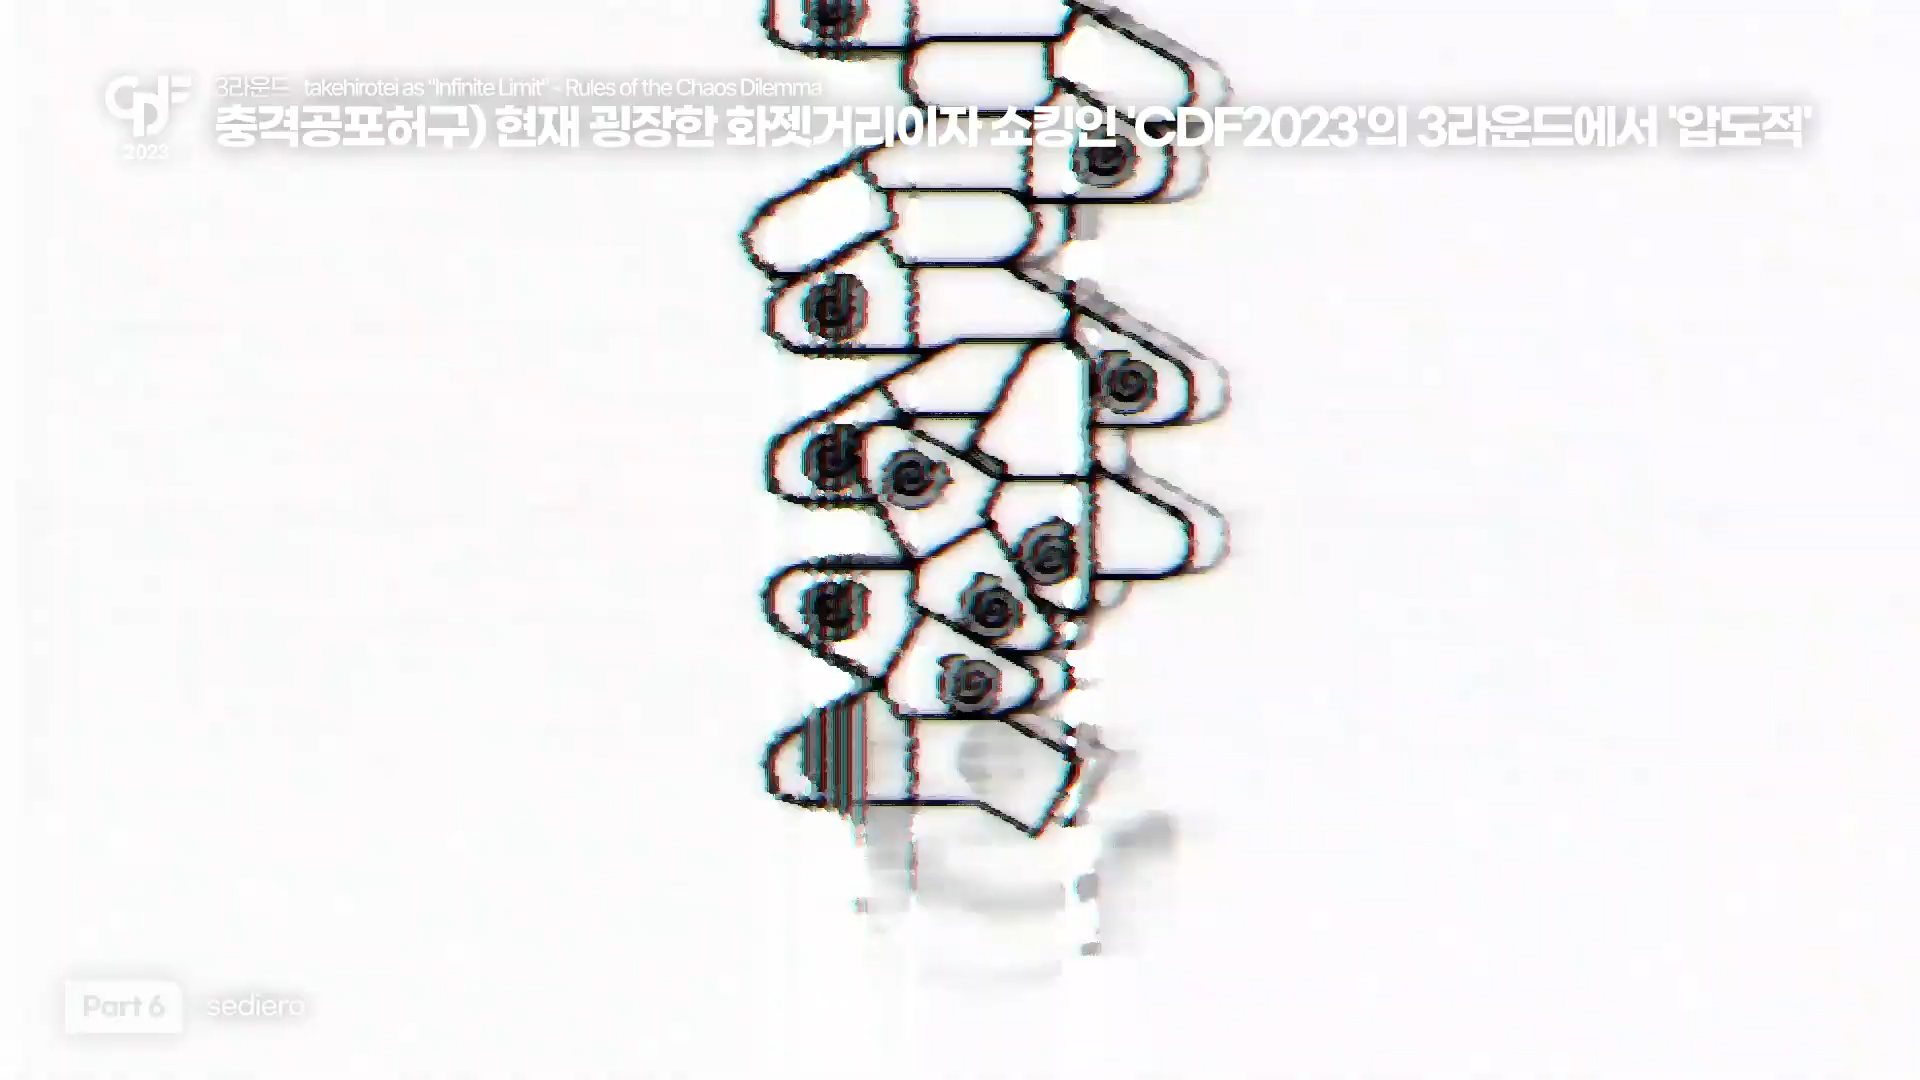 CDF
2023
3라운드 takehirotei as "Infinite Limit" - Rules of the Chaos Dilemma
충격공포허구) 현재 굉장한 화젯거리이자 쇼킹인 'CDF2023'의 3라운드에서 '압도적'
Part 6 sediero